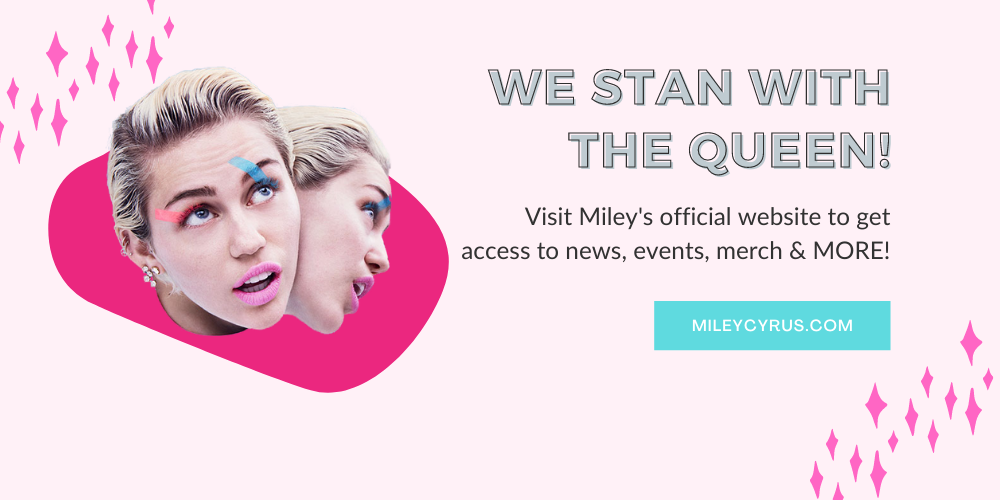 WE STAN WITH
THE QUEEN!
Visit Miley's official website to get
access to news, events, merch & MORE!
MILEYCYRUS.COM